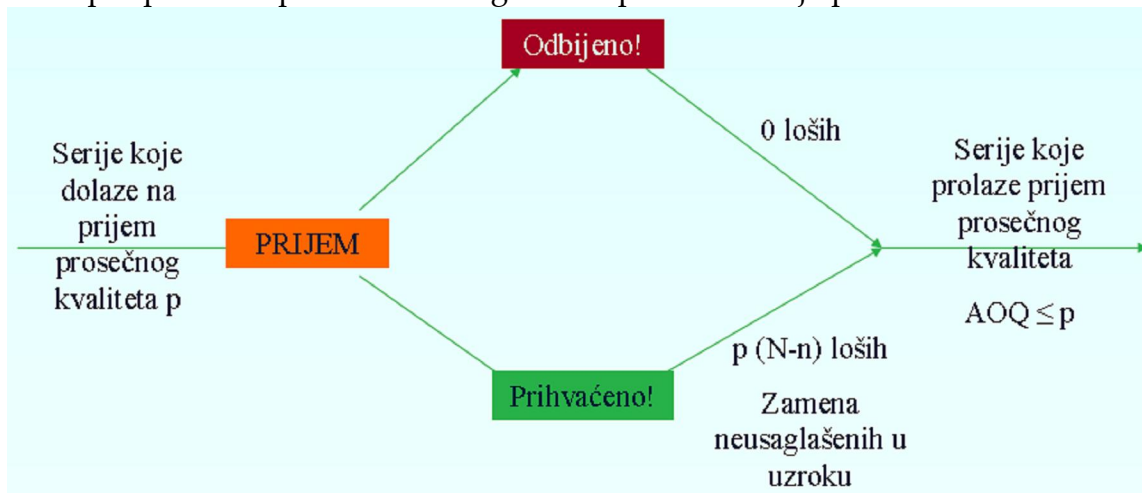 Odbijeno!
0 loših
Serije koje
dolaze na
prijem
prosečnog
kvaliteta p
PRIJEM
Serije koje
prolaze prijem
prosečnog
kvaliteta
AOQ ≤ p
p (N-n) loših
Prihvaćeno!
Zamena
neusaglašenih u
uzroku